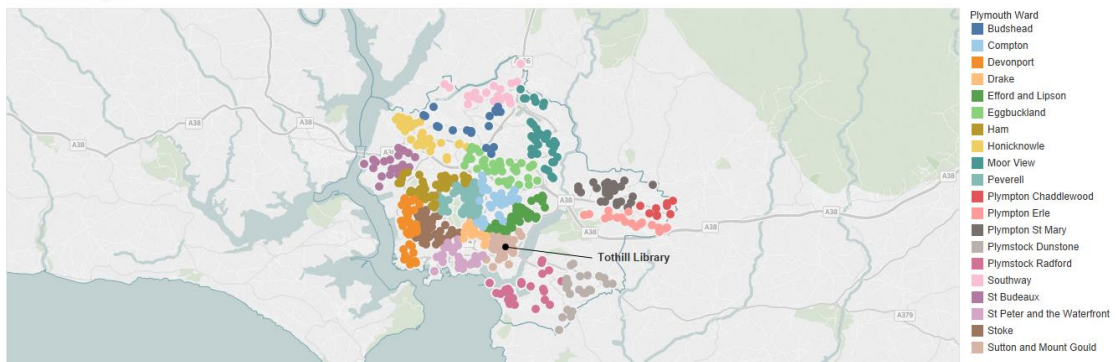 Plymouth Ward
Budshead
Compton
Devonport
Drake
Efford and Lipson
Eggbuckland
Ham
Honicknowle
Moor View
Peverell
Plympton Chaddlewood
Plympton Erle
Plympton St Mary
Plymstock Dunstone
Plymstock Radford
Southway
St Budeaux
St Peter and the Waterfront
Stoke
Sutton and Mount Gould
A38
A38
A38
A38
A38
A38
Tothill Library
A379